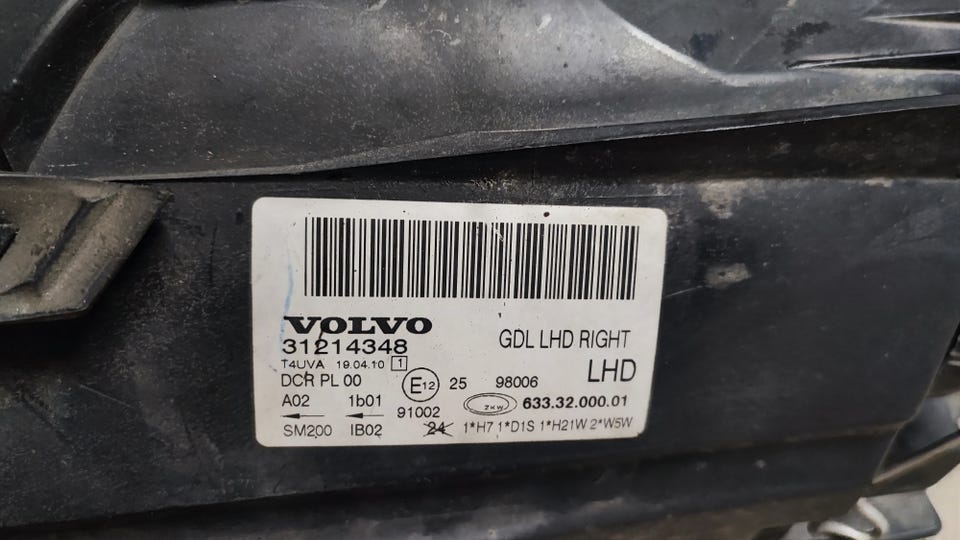 VOLVO
31214348
GDL LHD RIGHT
T4UVA 19.04.10 1
LHD
DCR PL 00
E12 25 98006
A02 1b01 91002 ZKW 633.32.000.01
SM200 IB02 24 1*H7 1*D1S 1*H21W 2*W5W